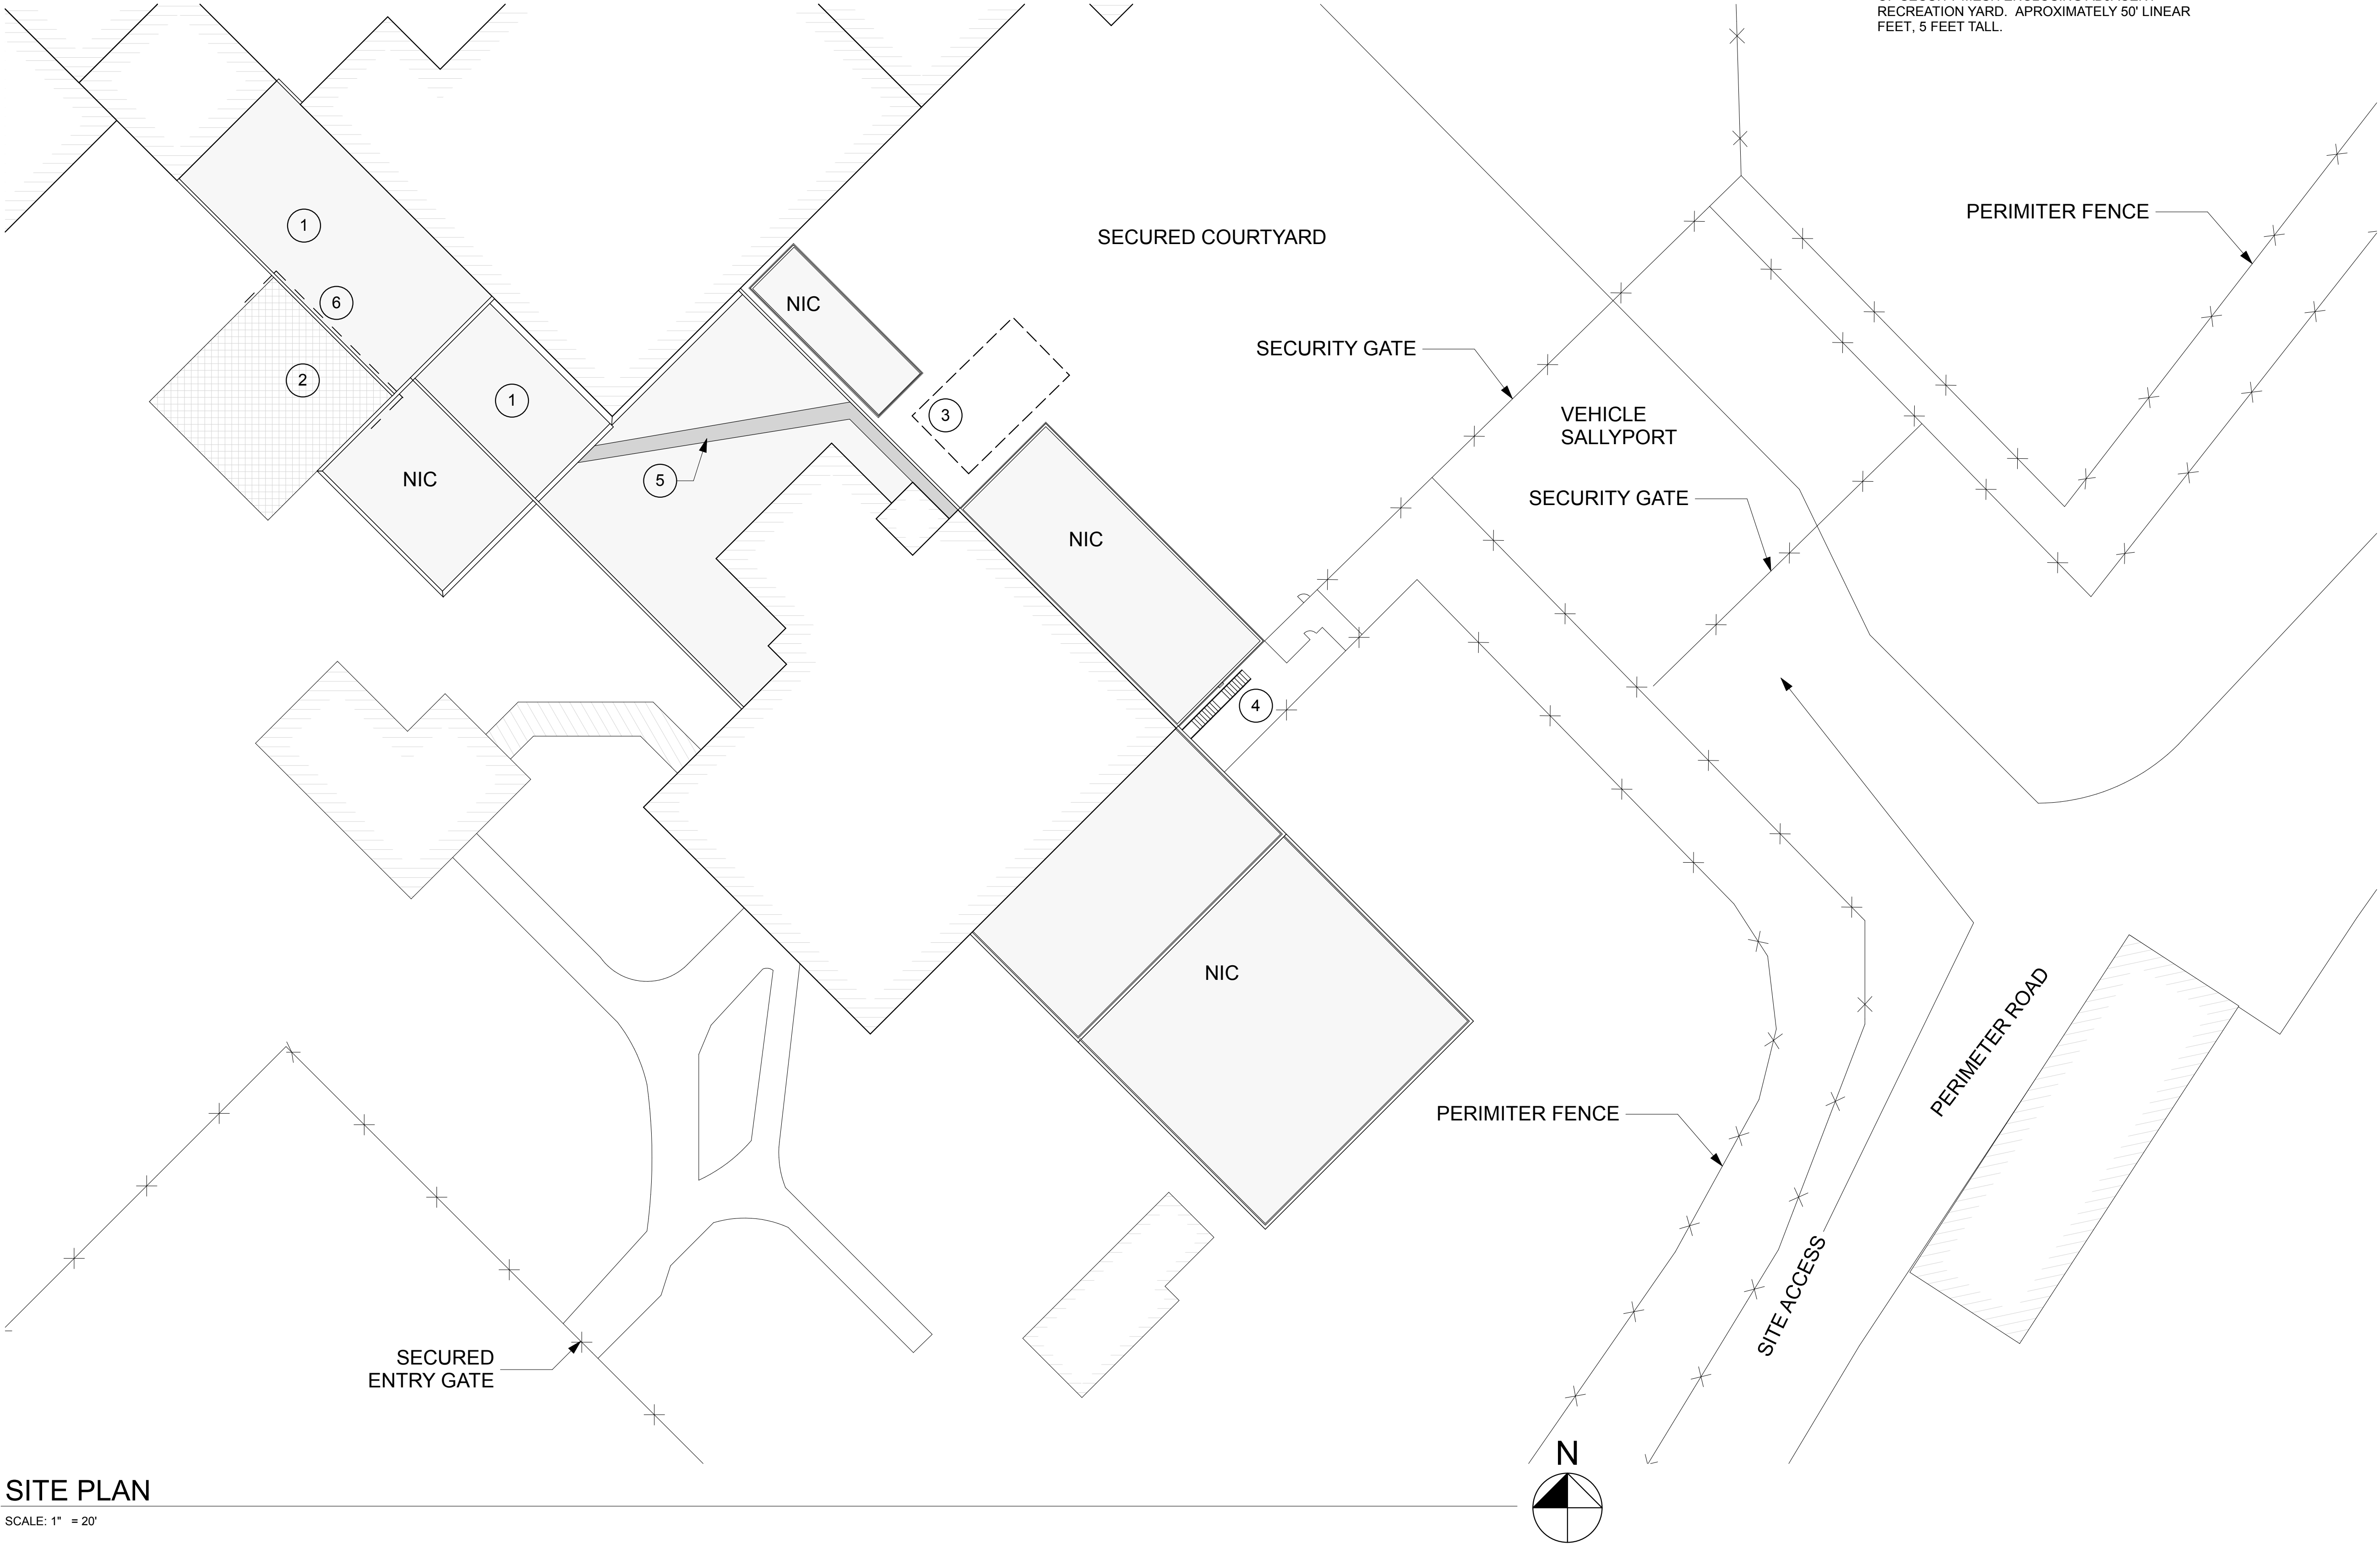 RECREATION YARD. APROXIMATELY 50' LINEAR
FEET, 5 FEET TALL.
PERIMITER FENCE
1
SECURED COURTYARD
NIC
6
SECURITY GATE
2
1
3
VEHICLE
SALLYPORT
NIC
5
SECURITY GATE
NIC
4
NIC
PERIMETER ROAD
PERIMITER FENCE
SITE ACCESS
SECURED
ENTRY GATE
N
SITE PLAN
SCALE: 1" = 20'